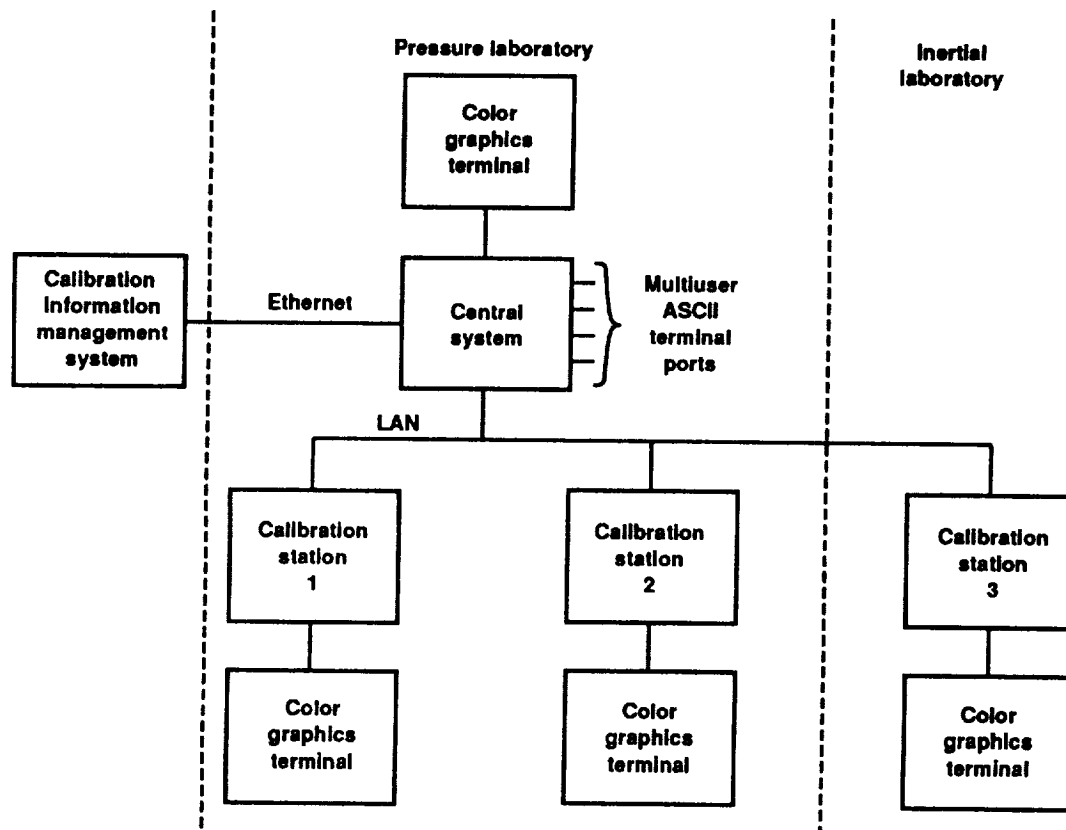 Pressure laboratory
Inertial
laboratory
Color
graphics
terminal
Calibration
Information
management
system
Ethernet
Central
system
Multiuser
ASCII
terminal
ports
LAN
Calibration
station
1
Calibration
station
2
Calibration
station
3
Color
graphics
terminal
Color
graphics
terminal
Color
graphics
terminal